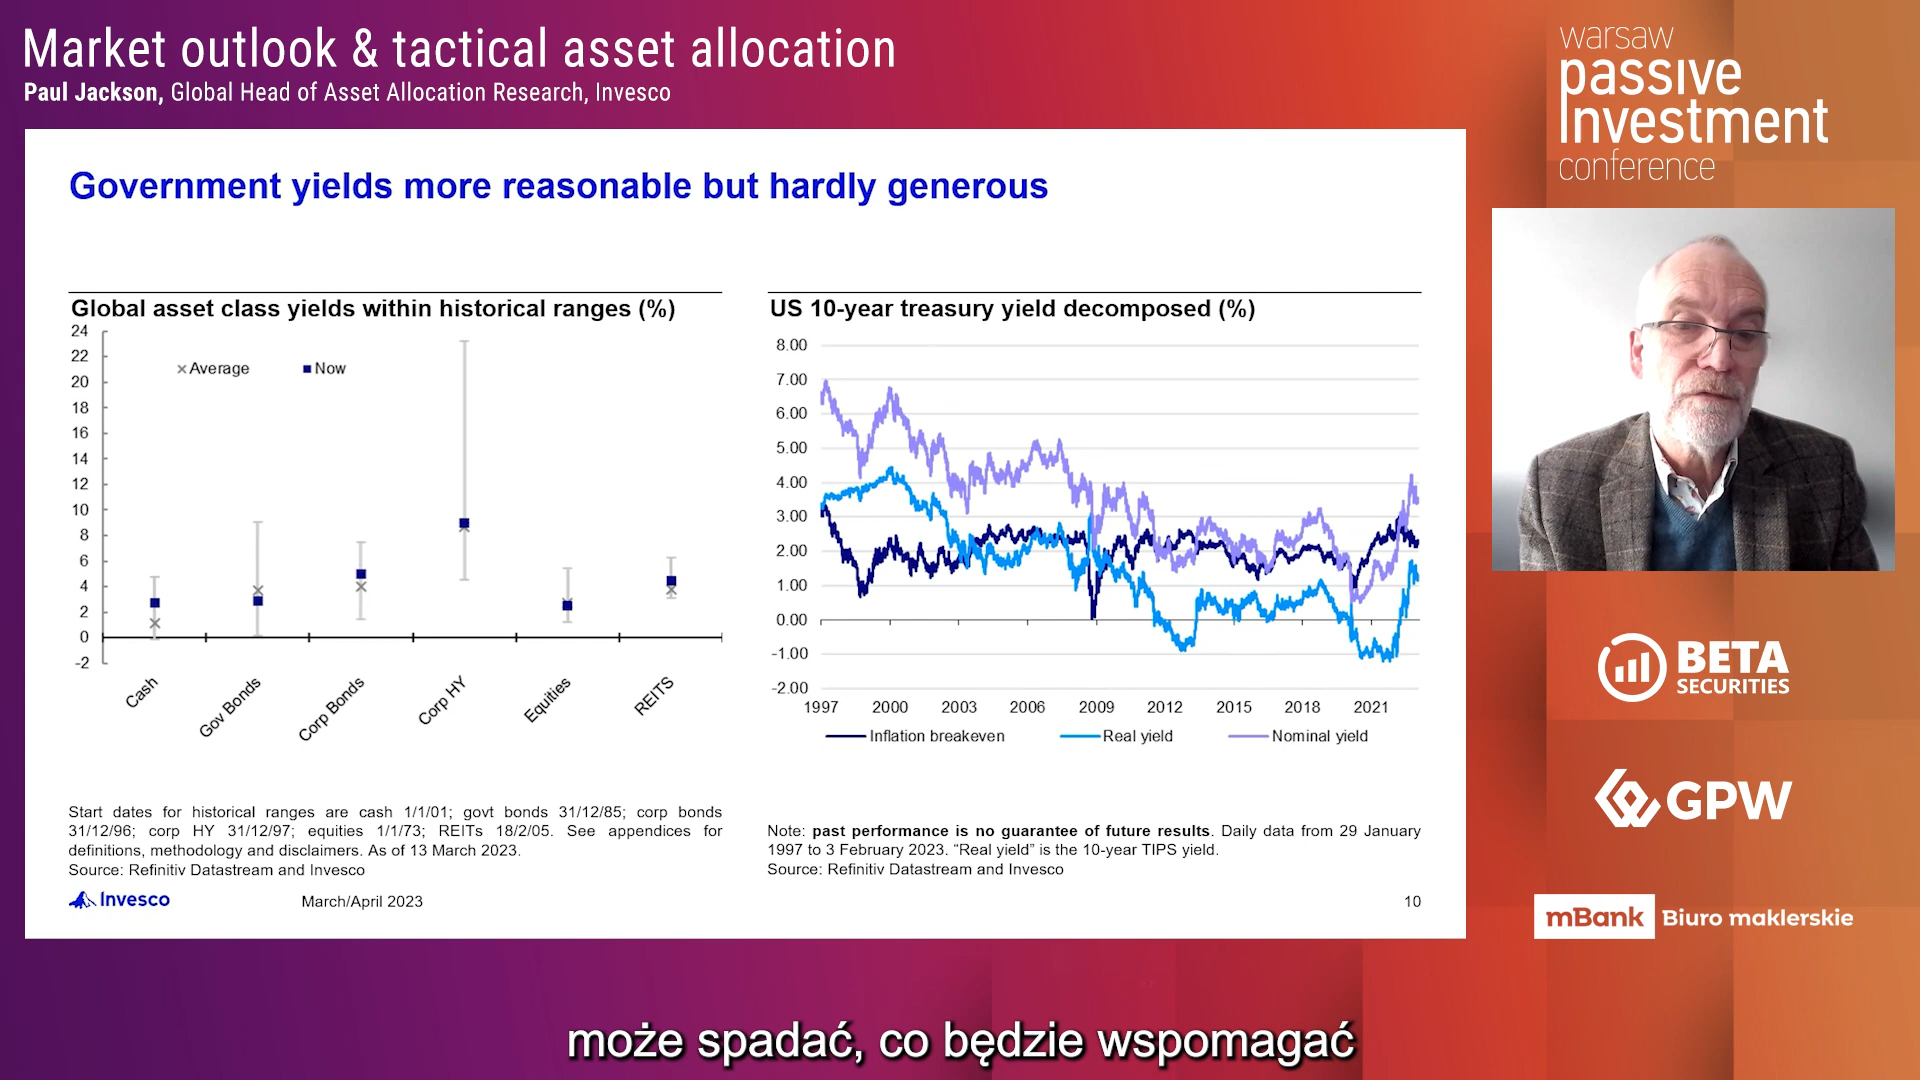 Market outlook & tactical asset allocation
Paul Jackson, Global Head of Asset Allocation Research, Invesco
warsaw
passive
Investment
conference
Government yields more reasonable but hardly generous
Global asset class yields within historical ranges (%)
24
22
20
18
16
14
12
10
8
6
4
2
0
-2
Average
Now
Cash
Gov Bonds
Corp Bonds
Corp HY
Equities
REITS
Start dates for historical ranges are cash 1/1/01; govt bonds 31/12/85; corp bonds
31/12/96; corp HY 31/12/97; equities 1/1/73; REITs 18/2/05. See appendices for
definitions, methodology and disclaimers. As of 13 March 2023.
Source: Refinitiv Datastream and Invesco
US 10-year treasury yield decomposed (%)
8.00
7.00
6.00
5.00
4.00
3.00
2.00
1.00
0.00
-1.00
-2.00
1997 2000 2003 2006 2009 2012 2015 2018 2021
Inflation breakeven Real yield Nominal yield
Note: past performance is no guarantee of future results. Daily data from 29 January
1997 to 3 February 2023. “Real yield” is the 10-year TIPS yield.
Source: Refinitiv Datastream and Invesco
Invesco
March/April 2023
10
BETA
SECURITIES
GPW
mBank Biuro maklerskie
może spadać, co będzie wspomagać